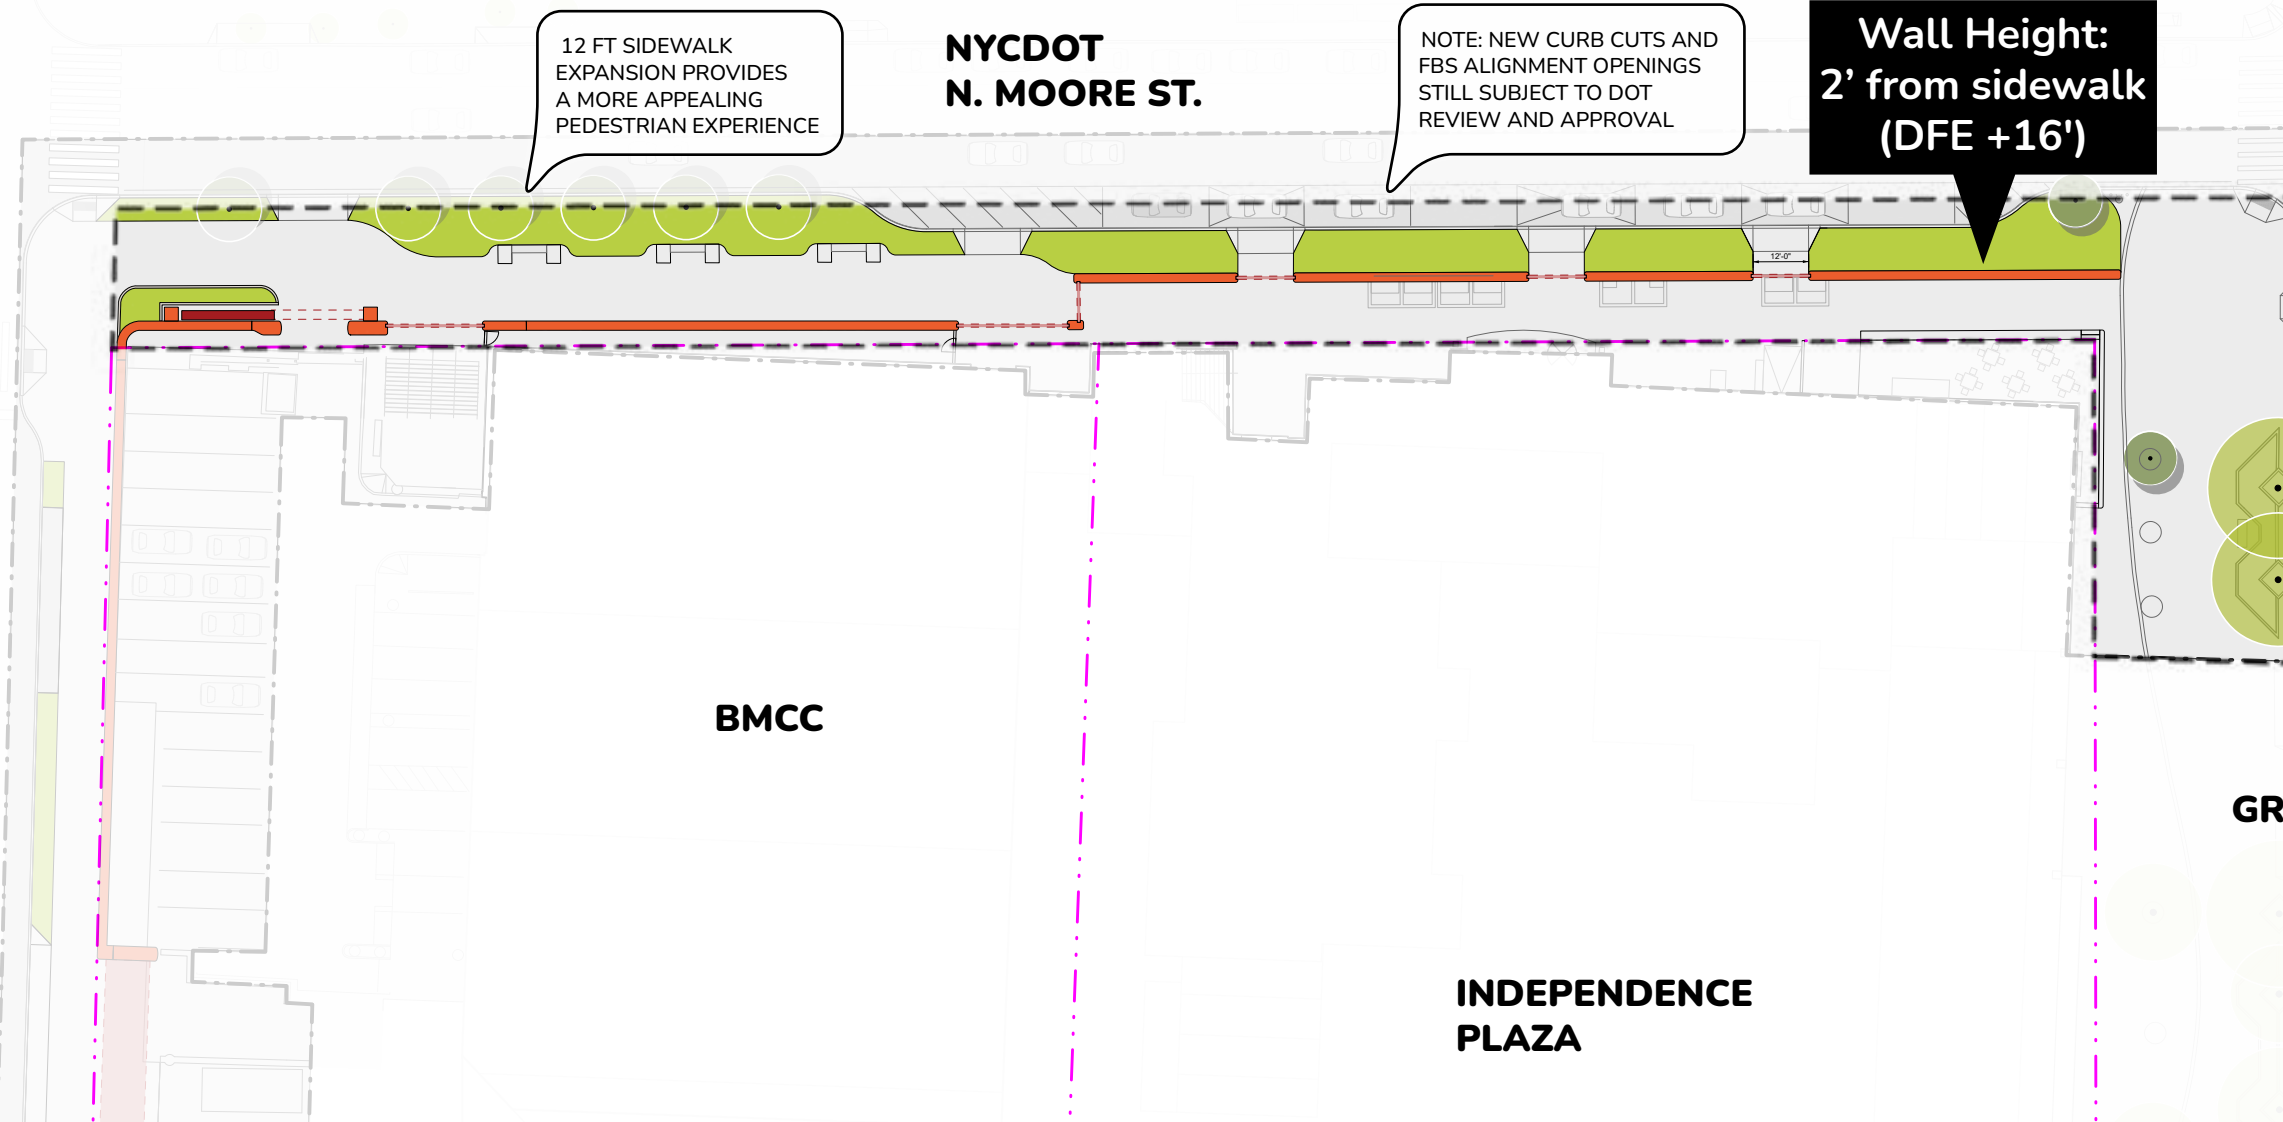 12 FT SIDEWALK
EXPANSION PROVIDES
A MORE APPEALING
PEDESTRIAN EXPERIENCE
NYCDOT
N. MOORE ST.
NOTE: NEW CURB CUTS AND
FBS ALIGNMENT OPENINGS
STILL SUBJECT TO DOT
REVIEW AND APPROVAL
Wall Height:
2’ from sidewalk
(DFE +16')
12'-0"
BMCC
GR
INDEPENDENCE
PLAZA